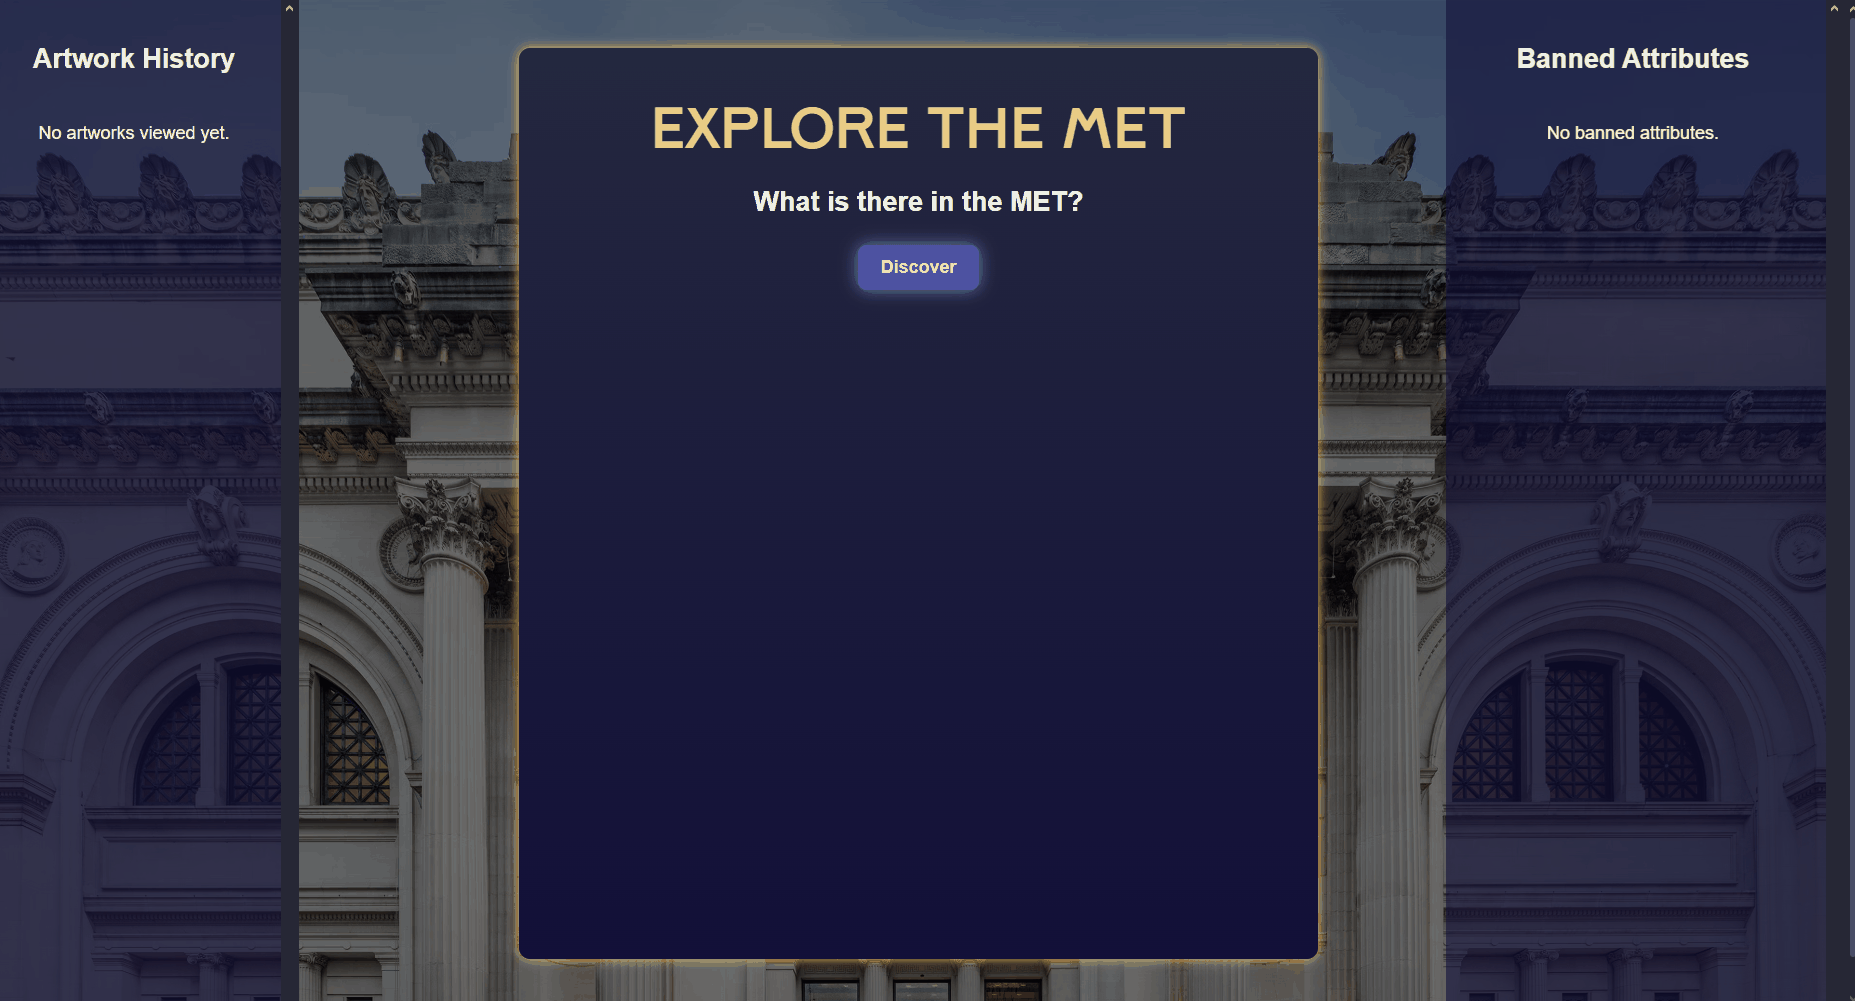 Artwork History
No artworks viewed yet.
EXPLORE THE MET
What is there in the MET?
Discover
Banned Attributes
No banned attributes.